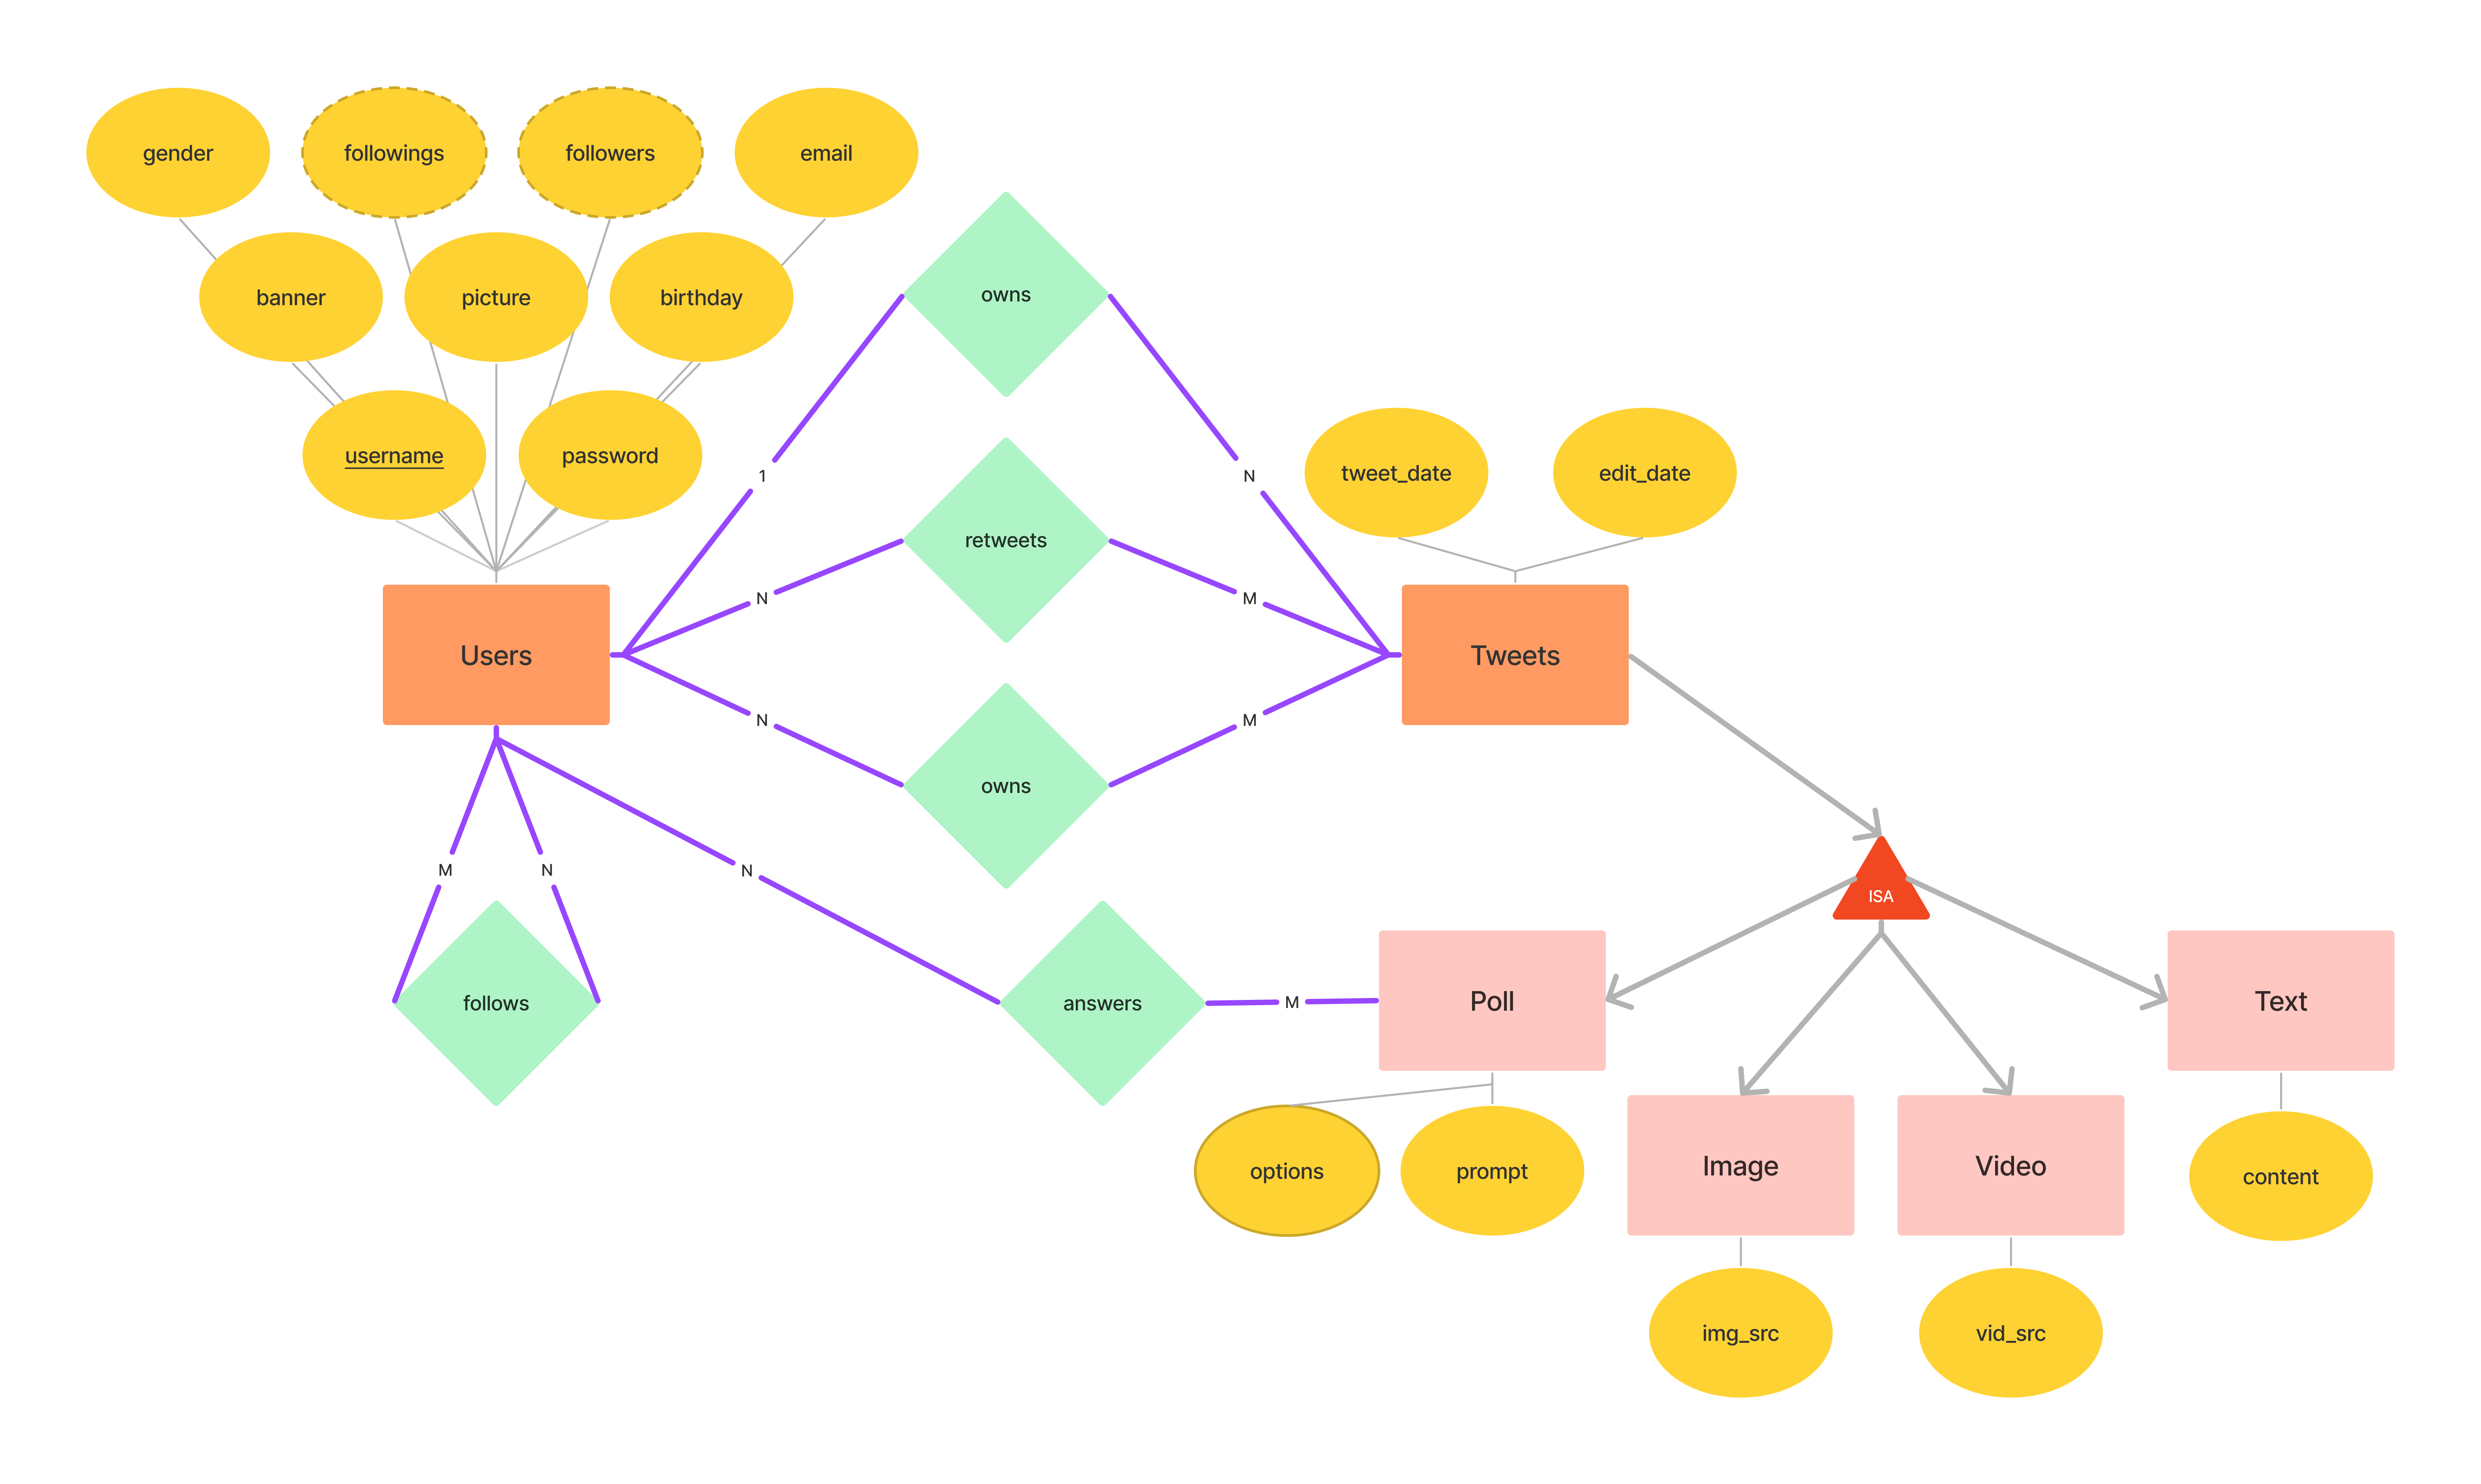 gender
followings
followers
email
banner
picture
birthday
username
password
owns
retweets
owns
1
N
N
M
N
M
tweet_date
edit_date
Users
Tweets
M
N
N
follows
answers
M
ISA
Poll
Text
Image
Video
options
prompt
content
img_src
vid_src